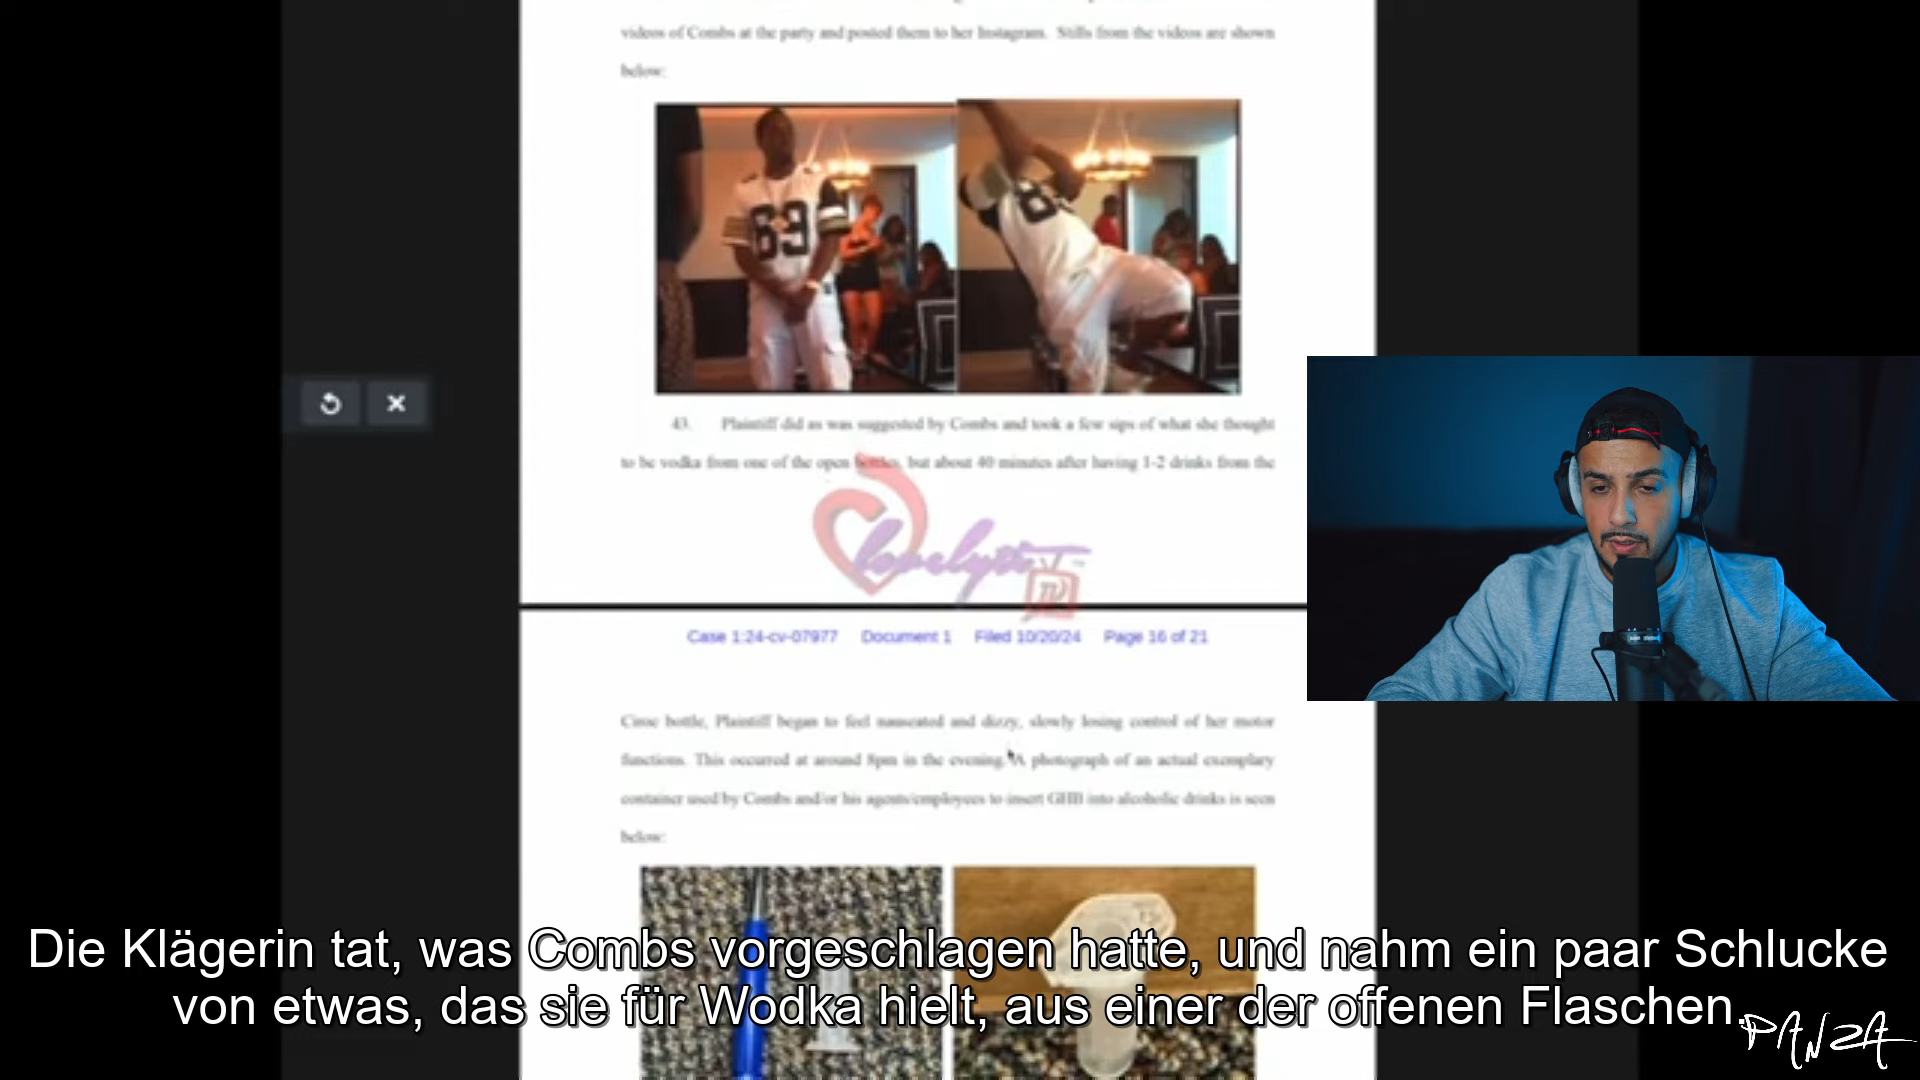 videos of Combs at the party and posted them to her Instagram. Stills from the videos are shown
below:
69
8
43. Plaintiff did as was suggested by Combs and took a few sips of what she thought
to be vodka from one of the open bottles, but about 40 minutes after having 1-2 drinks from the
lovelyti
TV
Case 1:24-cv-07977 Document 1 Filed 10/20/24 Page 16 of 21
Ciroc bottle, Plaintiff began to feel nauseated and dizzy, slowly losing control of her motor
functions. This occurred at around 8pm in the evening. A photograph of an actual exemplary
container used by Combs and/or his agents/employees to insert GHB into alcoholic drinks is seen
below:
Die Klägerin tat, was Combs vorgeschlagen hatte, und nahm ein paar Schlucke
von etwas, das sie für Wodka hielt, aus einer der offenen Flaschen.
PANZA